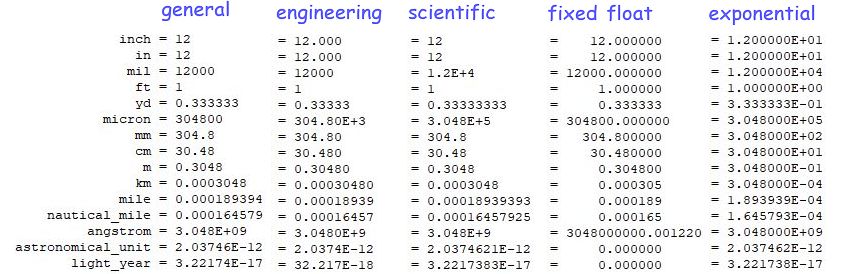 general engineering scientific fixed float exponential
inch = 12 = 12.000 = 12 = 12.000000 = 1.200000E+01
in = 12 = 12.000 = 12 = 12.000000 = 1.200000E+01
mil = 12000 = 12000 = 1.2E+4 = 12000.000000 = 1.200000E+04
ft = 1 = 1 = 1 = 1.000000 = 1.000000E+00
yd = 0.333333 = 0.33333 = 0.33333333 = 0.333333 = 3.333333E-01
micron = 304800 = 304.80E+3 = 3.048E+5 = 304800.000000 = 3.048000E+05
mm = 304.8 = 304.80 = 304.8 = 304.800000 = 3.048000E+02
cm = 30.48 = 30.480 = 30.48 = 30.480000 = 3.048000E+01
m = 0.3048 = 0.30480 = 0.3048 = 0.304800 = 3.048000E-01
km = 0.0003048 = 0.00030480 = 0.0003048 = 0.000305 = 3.048000E-04
mile = 0.000189394 = 0.00018939 = 0.00018939393 = 0.000189 = 1.893939E-04
nautical_mile = 0.000164579 = 0.00016457 = 0.00016457925 = 0.000165 = 1.645793E-04
angstrom = 3.048E+09 = 3.0480E+9 = 3.048E+9 = 3048000000.001220 = 3.048000E+09
astronomical_unit = 2.03746E-12 = 2.0374E-12 = 2.0374621E-12 = 0.000000 = 2.037462E-12
light_year = 3.22174E-17 = 32.217E-18 = 3.2217383E-17 = 0.000000 = 3.221738E-17